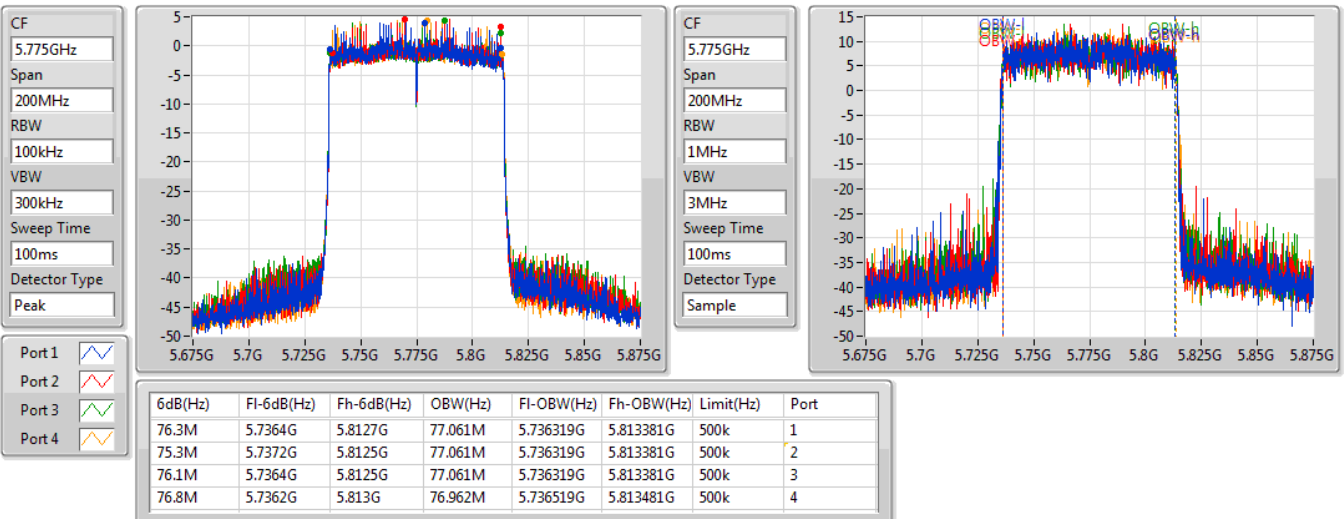 CF
5.775GHz
Span
200MHz
RBW
100kHz
VBW
300kHz
Sweep Time
100ms
Detector Type
Peak
5
0
-5
-10
-15
-20
-25
-30
-35
-40
-45
-50
5.675G 5.7G 5.725G 5.75G 5.775G 5.8G 5.825G 5.85G 5.875G
CF
5.775GHz
Span
200MHz
RBW
1MHz
VBW
3MHz
Sweep Time
100ms
Detector Type
Sample
OBW-l OBW-h
15
10
5
0
-5
-10
-15
-20
-25
-30
-35
-40
-45
-50
5.675G 5.7G 5.725G 5.75G 5.775G 5.8G 5.825G 5.85G 5.875G
Port 1
Port 2
Port 3
Port 4
6dB(Hz) Fl-6dB(Hz) Fh-6dB(Hz) OBW(Hz) Fl-OBW(Hz) Fh-OBW(Hz) Limit(Hz) Port
76.3M 5.7364G 5.8127G 77.061M 5.736319G 5.813381G 500k 1
75.3M 5.7372G 5.8125G 77.061M 5.736319G 5.813381G 500k 2
76.1M 5.7364G 5.8125G 77.061M 5.736319G 5.813381G 500k 3
76.8M 5.7362G 5.813G 76.962M 5.736519G 5.813481G 500k 4